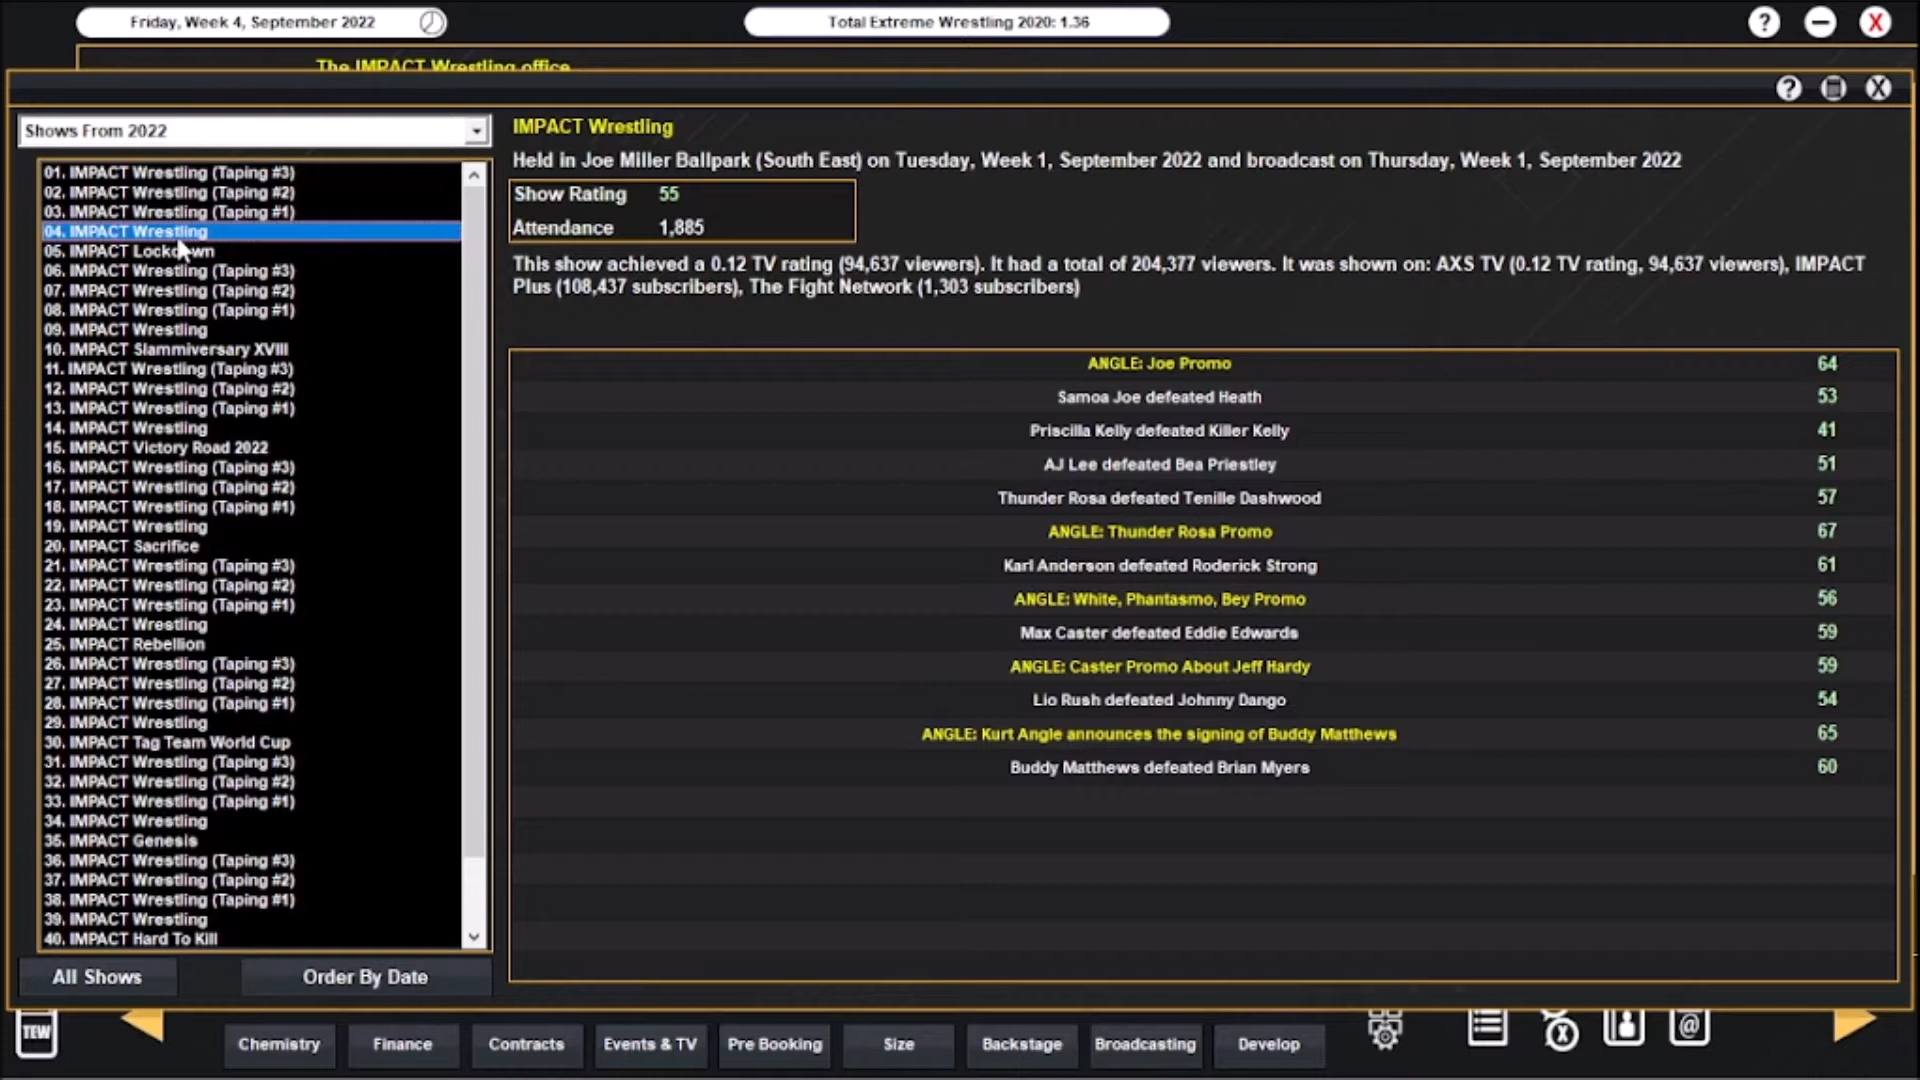 Friday, Week 4, September 2022
Total Extreme Wrestling 2020: 1.36
?
X
The IMPACT Wrestling office
?
X
Shows From 2022
01. IMPACT Wrestling (Taping #3)
02. IMPACT Wrestling (Taping #2)
03. IMPACT Wrestling (Taping #1)
04. IMPACT Wrestling
05. IMPACT Lockdown
06. IMPACT Wrestling (Taping #3)
07. IMPACT Wrestling (Taping #2)
08. IMPACT Wrestling (Taping #1)
09. IMPACT Wrestling
10. IMPACT Slammiversary XVIII
11. IMPACT Wrestling (Taping #3)
12. IMPACT Wrestling (Taping #2)
13. IMPACT Wrestling (Taping #1)
14. IMPACT Wrestling
15. IMPACT Victory Road 2022
16. IMPACT Wrestling (Taping #3)
17. IMPACT Wrestling (Taping #2)
18. IMPACT Wrestling (Taping #1)
19. IMPACT Wrestling
20. IMPACT Sacrifice
21. IMPACT Wrestling (Taping #3)
22. IMPACT Wrestling (Taping #2)
23. IMPACT Wrestling (Taping #1)
24. IMPACT Wrestling
25. IMPACT Rebellion
26. IMPACT Wrestling (Taping #3)
27. IMPACT Wrestling (Taping #2)
28. IMPACT Wrestling (Taping #1)
29. IMPACT Wrestling
30. IMPACT Tag Team World Cup
31. IMPACT Wrestling (Taping #3)
32. IMPACT Wrestling (Taping #2)
33. IMPACT Wrestling (Taping #1)
34. IMPACT Wrestling
35. IMPACT Genesis
36. IMPACT Wrestling (Taping #3)
37. IMPACT Wrestling (Taping #2)
38. IMPACT Wrestling (Taping #1)
39. IMPACT Wrestling
40. IMPACT Hard To Kill
All Shows
Order By Date
IMPACT Wrestling
Held in Joe Miller Ballpark (South East) on Tuesday, Week 1, September 2022 and broadcast on Thursday, Week 1, September 2022
Show Rating 55
Attendance 1,885
This show achieved a 0.12 TV rating (94,637 viewers). It had a total of 204,377 viewers. It was shown on: AXS TV (0.12 TV rating, 94,637 viewers), IMPACT
Plus (108,437 subscribers), The Fight Network (1,303 subscribers)
ANGLE: Joe Promo 64
Samoa Joe defeated Heath 53
Priscilla Kelly defeated Killer Kelly 41
AJ Lee defeated Bea Priestley 51
Thunder Rosa defeated Tenille Dashwood 57
ANGLE: Thunder Rosa Promo 67
Karl Anderson defeated Roderick Strong 61
ANGLE: White, Phantasmo, Bey Promo 56
Max Caster defeated Eddie Edwards 59
ANGLE: Caster Promo About Jeff Hardy 59
Lio Rush defeated Johnny Dango 54
ANGLE: Kurt Angle announces the signing of Buddy Matthews 65
Buddy Matthews defeated Brian Myers 60
TEW
Chemistry
Finance
Contracts
Events & TV
Pre Booking
Size
Backstage
Broadcasting
Develop
X
@